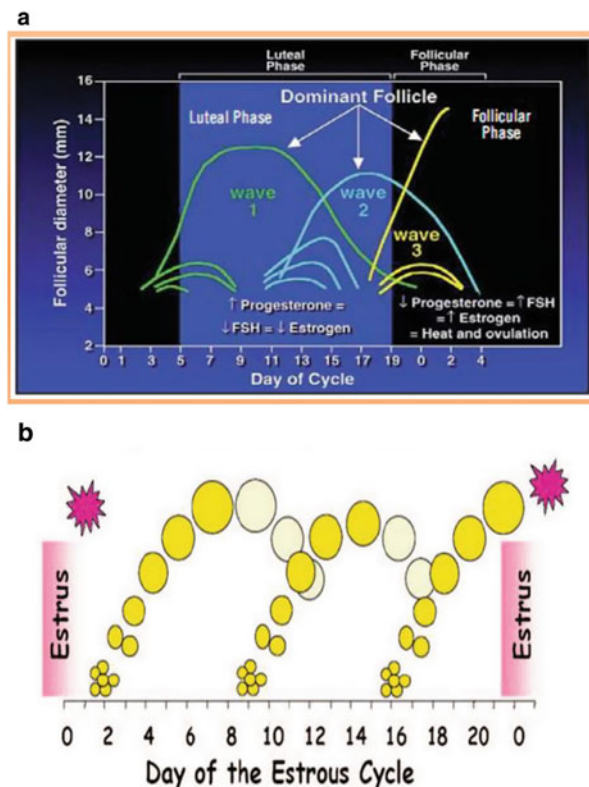 a
Luteal
Phase
Follicular
Phase
16
14
12
10
8
6
4
2
Follicular diameter (mm)
Luteal Phase
Dominant Follicle
Follicular
Phase
wave
1
wave
2
wave
3
↑ Progesterone =
↓FSH = ↓ Estrogen
↓ Progesterone =↑FSH
= ↑ Estrogen
= Heat and ovulation
0 1 3 5 7 9 11 13 15 17 19 0 2 4
Day of Cycle
b
Estrus
Estrus
0 2 4 6 8 10 12 14 16 18 20 0
Day of the Estrous Cycle